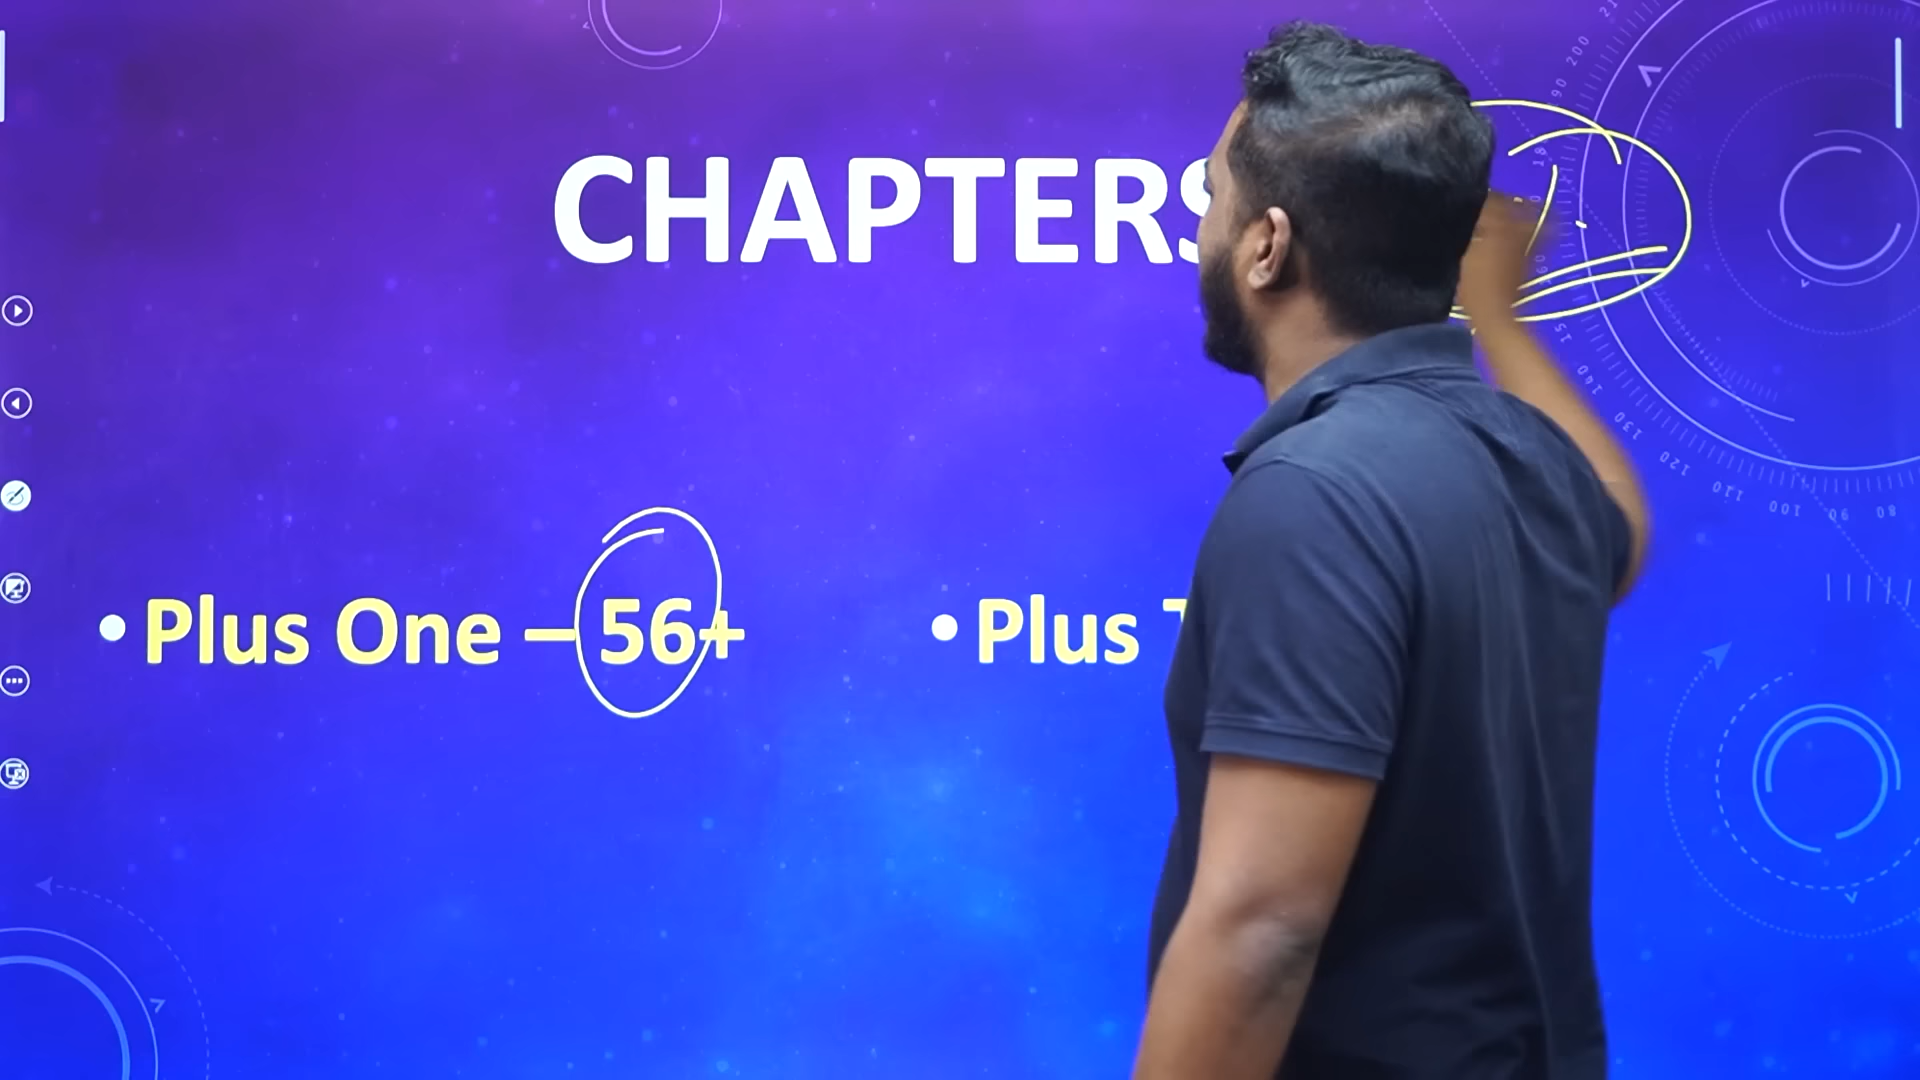 CHAPTERS
• Plus One – 56+
• Plus